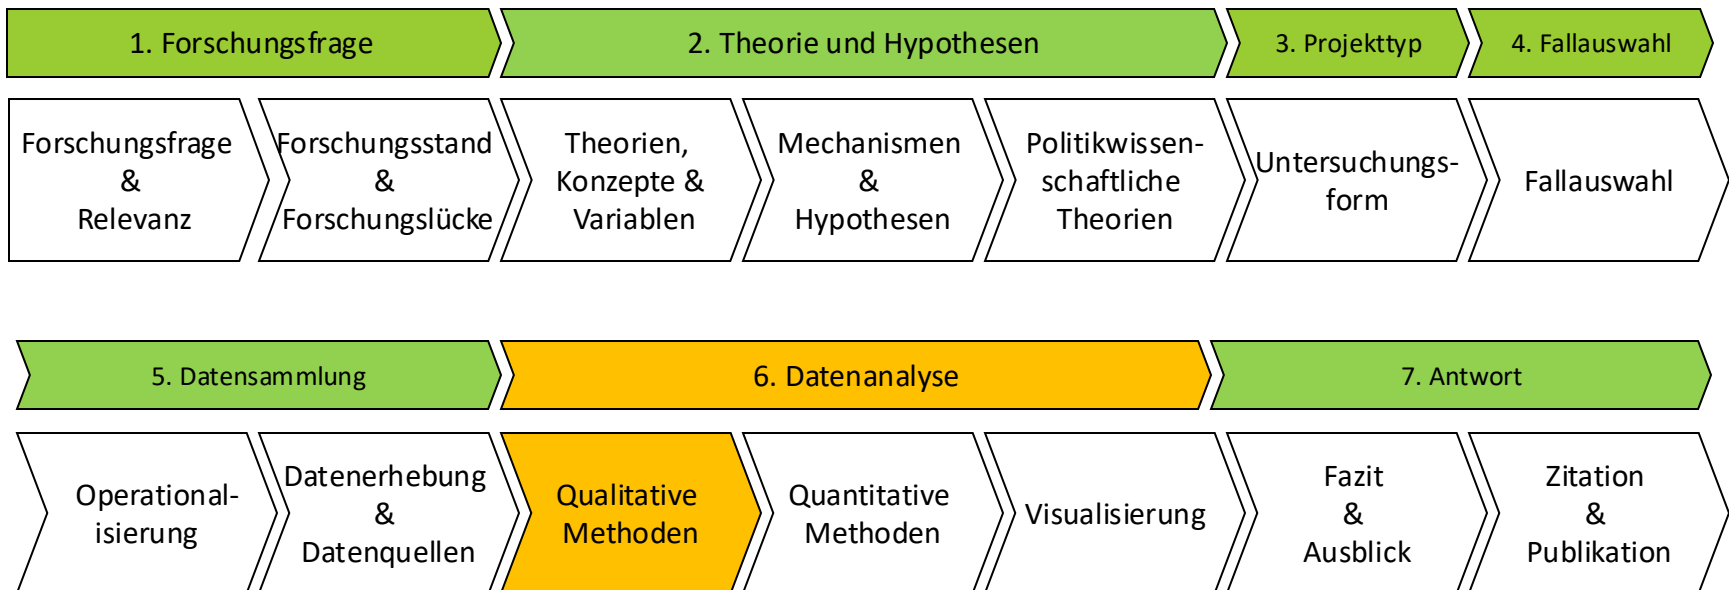 1. Forschungsfrage
2. Theorie und Hypothesen
3. Projekttyp
4. Fallauswahl
Forschungsfrage
&
Relevanz
Forschungsstand
&
Forschungslücke
Theorien,
Konzepte &
Variablen
Mechanismen
&
Hypothesen
Politikwissen-
schaftliche
Theorien
Untersuchungs-
form
Fallauswahl
5. Datensammlung
6. Datenanalyse
7. Antwort
Operational-
isierung
Datenerhebung
&
Datenquellen
Qualitative
Methoden
Quantitative
Methoden
Visualisierung
Fazit
&
Ausblick
Zitation
&
Publikation